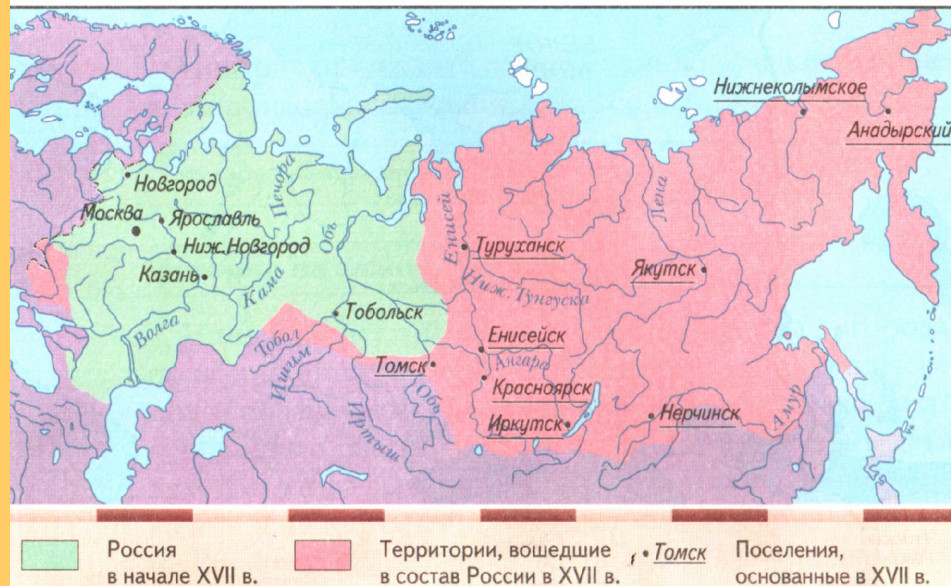 Нижнеколымское
Анадырский
Новгород
Печора
Обь
Енисей
Лена
Москва
Ярославль
Ниж.Новгород
Туруханск
Казань
Кама
Ниж. Тунгуска
Якутск
Волга
Тобольск
Тобол
Ишим
Енисейск
Ангара
Томск
Обь
Красноярск
Иртыш
Иркутск
Нерчинск
Амур
Россия
в начале XVII в.
Территории, вошедшие
в состав России в XVII в.
Томск
Поселения,
основанные в XVII в.